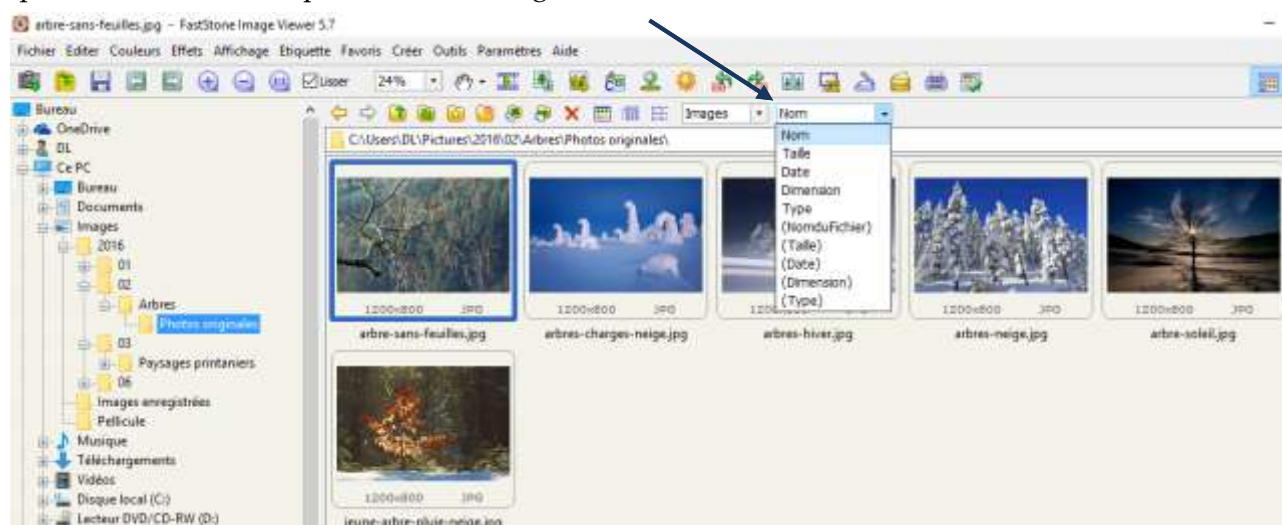 arbre-sans-feuilles.jpg - FastStone Image Viewer 5.7
Fichier Editer Couleurs Effets Affichage Etiquette Favoris Créer Outils Paramètres Aide
Lisser 24%
Images Nom
C:\Users\DL\Pictures\2016\02\Arbres\Photos originales\
Bureau
OneDrive
DL
Ce PC
Bureau
Documents
Images
2016
01
02
Arbres
Photos originales
03
Paysages printaniers
06
Images enregistrées
Pellicule
Musique
Téléchargements
Vidéos
Disque local (C:)
Lecteur DVD/CD-RW (D:)
Nom
Taille
Date
Dimension
Type
(NomduFichier)
(Taille)
(Date)
(Dimension)
(Type)
1200x800 JPG
arbre-sans-feuilles.jpg
1200x800 JPG
arbres-charges-neige.jpg
arbres-hiver.jpg
1200x800 JPG
arbres-neige.jpg
1200x800 JPG
arbre-soleil.jpg
1200x800 JPG
jeune-arbre-pluie-neige.jpg